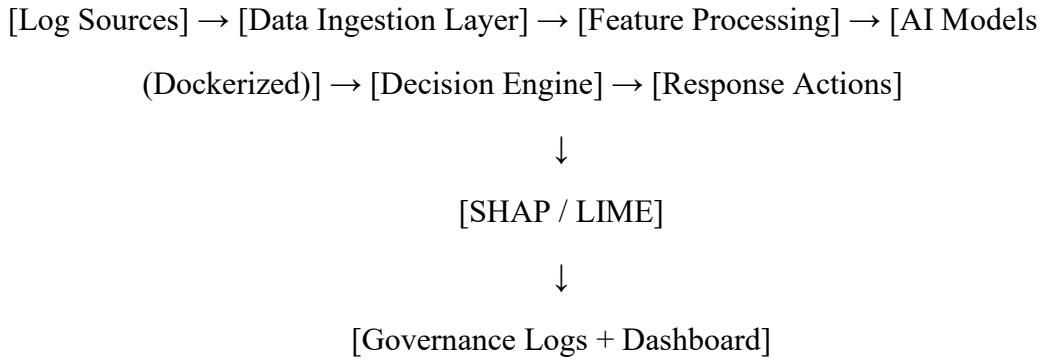 [Log Sources] → [Data Ingestion Layer] → [Feature Processing] → [AI Models
(Dockerized)] → [Decision Engine] → [Response Actions]
↓
[SHAP / LIME]
↓
[Governance Logs + Dashboard]